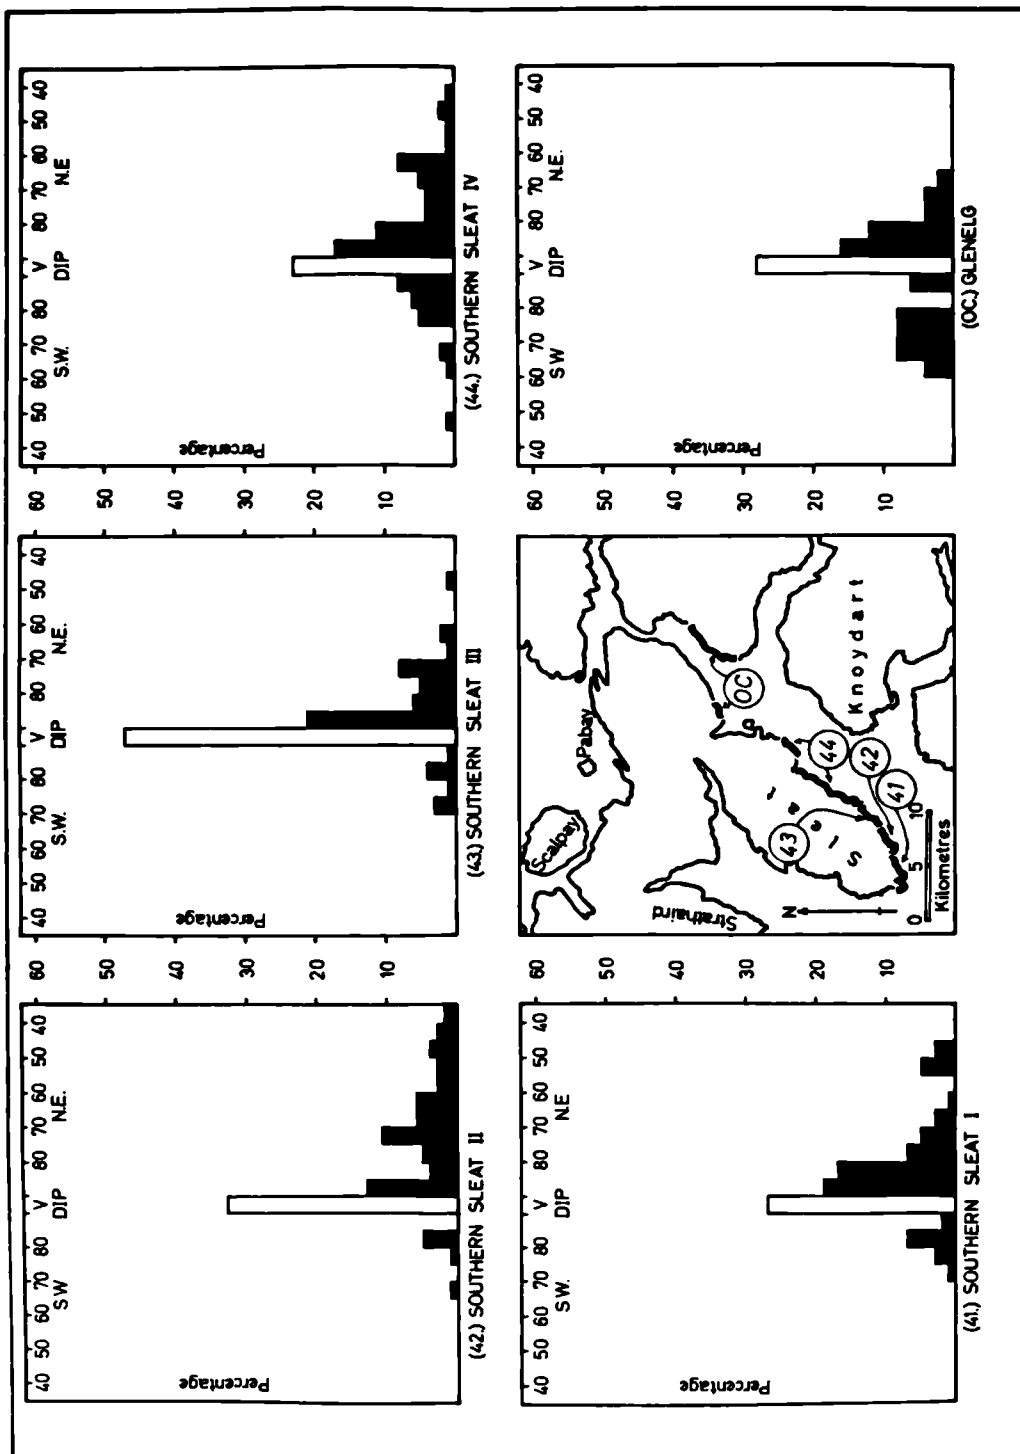 40 50 60 70 80 V 80 70 60 50 40
S W DIP N.E.
Percentage
(42.) SOUTHERN SLEAT II
60
50
40
30
20
10
40 50 60 70 80 V 80 70 60 50 40
S.W. DIP N.E.
Percentage
(43.) SOUTHERN SLEAT III
60
50
40
30
20
10
40 50 60 70 80 V 80 70 60 50 40
S.W. DIP N.E
Percentage
(44.) SOUTHERN SLEAT IV
40 50 60 70 80 V 80 70 60 50 40
S W. DIP N.E
Percentage
(41.) SOUTHERN SLEAT I
60
50
40
30
20
10
Scalpay
Pabay
Strathaird
N
Sleat
OC
43
44
42
41
Knoydart
0 5 10
Kilometres
60
50
40
30
20
10
40 50 60 70 80 V 80 70 60 50 40
S W DIP N.E.
Percentage
(OC.) GLENELG